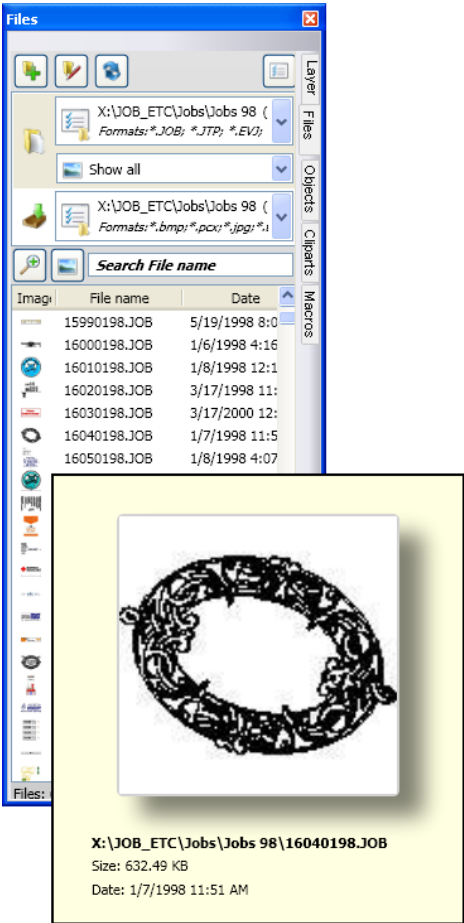 Files
Layer
Files
Objects
Cliparts
Macros
X:\JOB_ETC\Jobs\Jobs 98 (
Formats:*.JOB; *.JTP; *.EVJ;
Show all
X:\JOB_ETC\Jobs\Jobs 98 (
Formats:*.bmp;*.pcx;*.jpg;*.
Search File name
Imag File name Date
15990198.JOB 5/19/1998 8:0
16000198.JOB 1/6/1998 4:16
16010198.JOB 1/8/1998 12:1
16020198.JOB 3/17/1998 11:
16030198.JOB 3/17/2000 12:
16040198.JOB 1/7/1998 11:5
16050198.JOB 1/8/1998 4:07
Files:
X:\JOB_ETC\Jobs\Jobs 98\16040198.JOB
Size: 632.49 KB
Date: 1/7/1998 11:51 AM